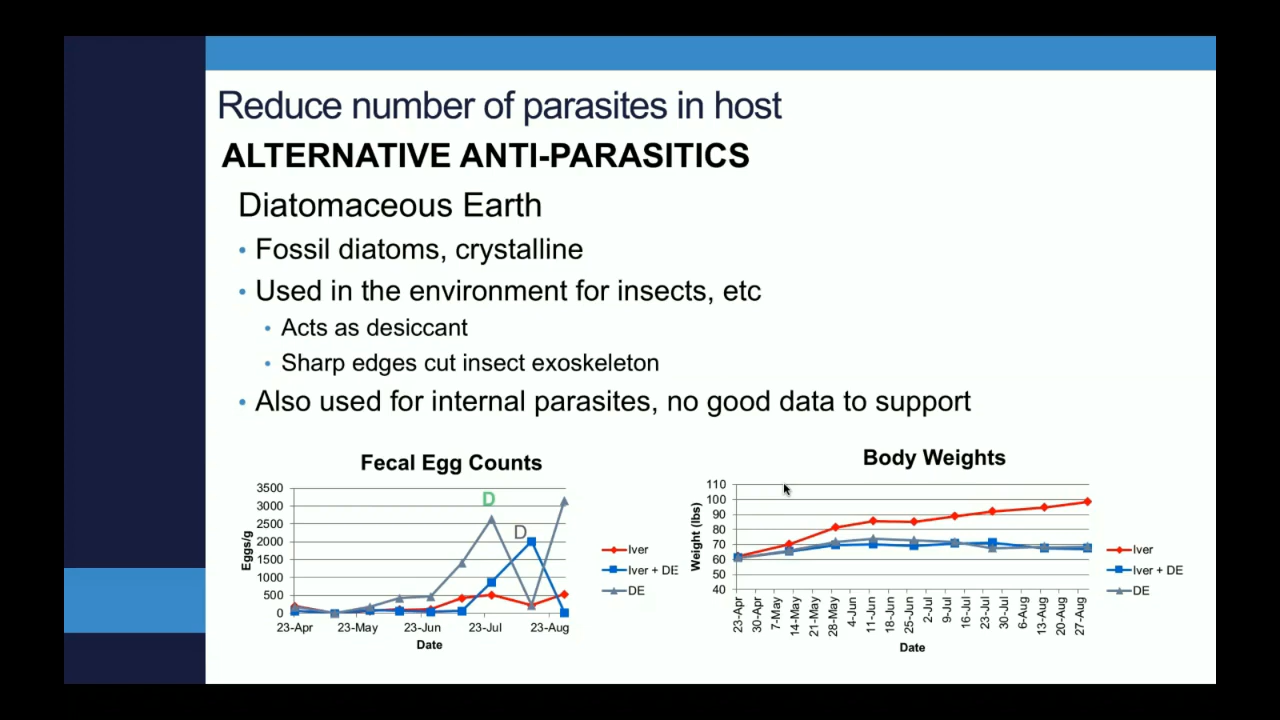 Reduce number of parasites in host
ALTERNATIVE ANTI-PARASITICS
Diatomaceous Earth
• Fossil diatoms, crystalline
• Used in the environment for insects, etc
• Acts as desiccant
• Sharp edges cut insect exoskeleton
• Also used for internal parasites, no good data to support
Fecal Egg Counts
3500
3000
2500
2000
1500
1000
500
0
Eggs/g
D
D
23-Apr 23-May 23-Jun 23-Jul 23-Aug
Date
Iver
Iver + DE
DE
Body Weights
110
100
90
80
70
60
50
40
Weight (lbs)
23-Apr
30-Apr
7-May
14-May
21-May
28-May
4-Jun
11-Jun
18-Jun
25-Jun
2-Jul
9-Jul
16-Jul
23-Jul
30-Jul
6-Aug
13-Aug
20-Aug
27-Aug
Date
Iver
Iver + DE
DE